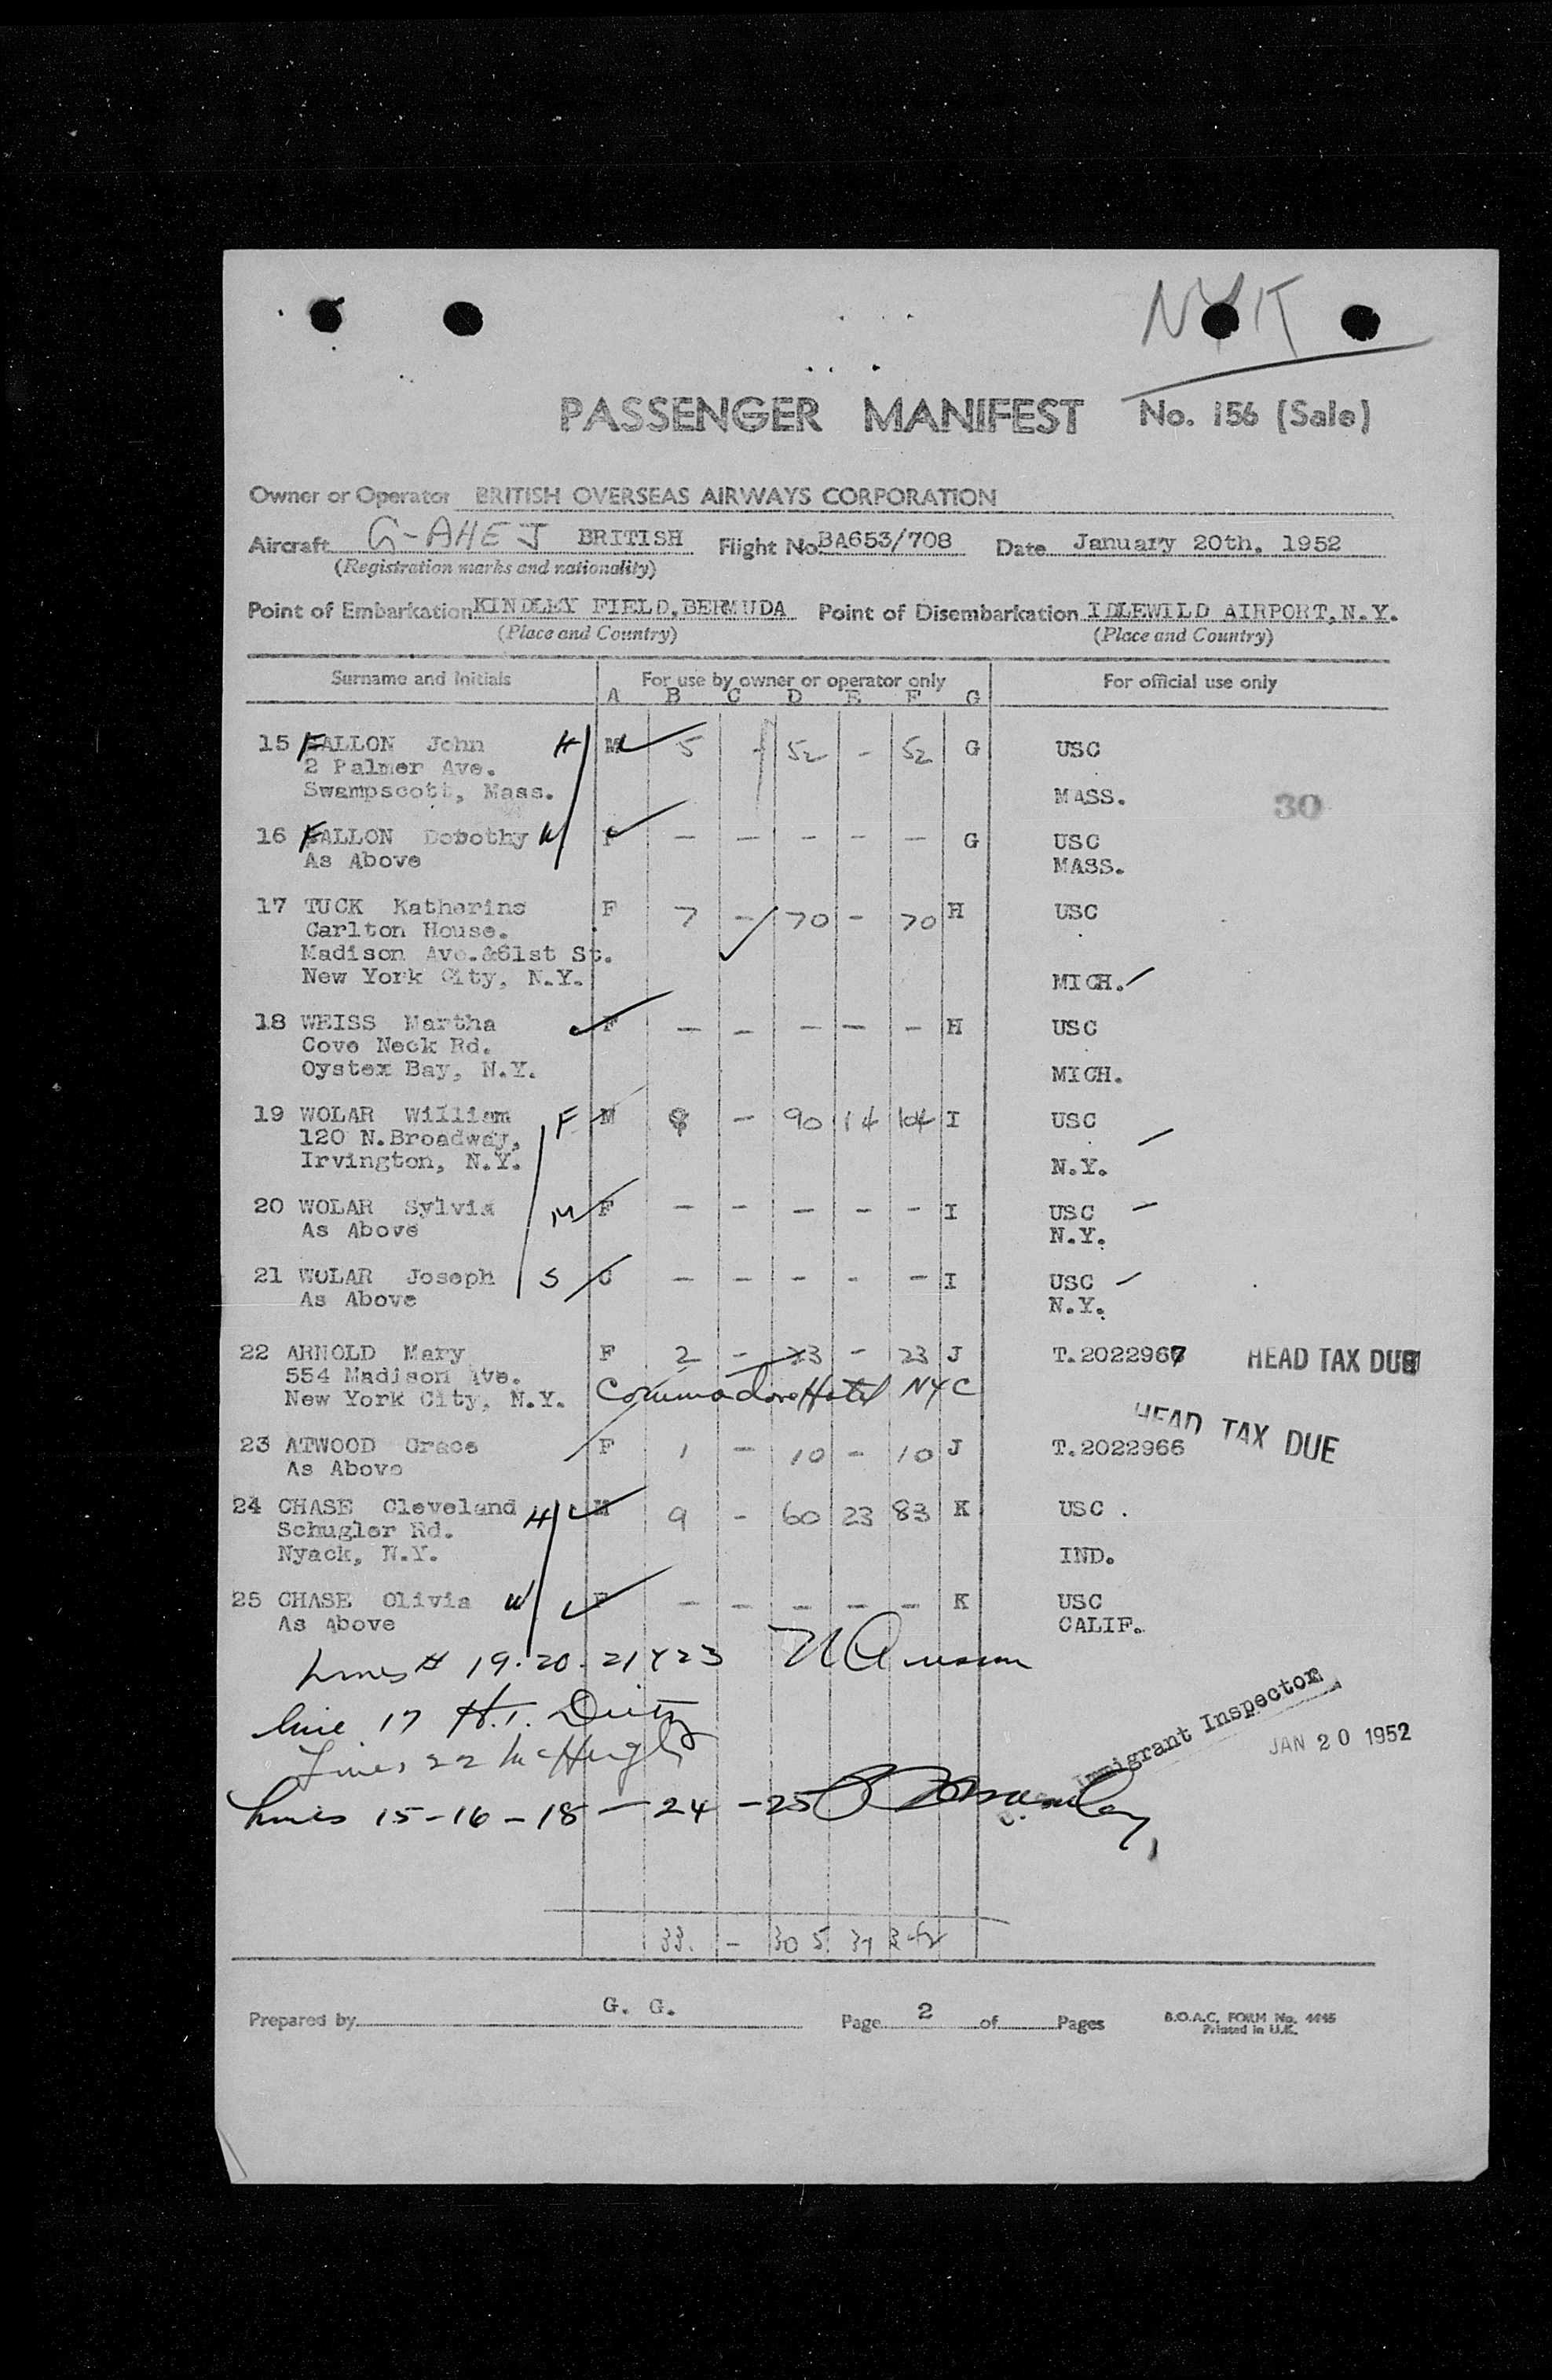 NYK
PASSENGER MANIFEST No. 156 (Sale)
Owner or Operator BRITISH OVERSEAS AIRWAYS CORPORATION
Aircraft G-AHEJ BRITISH Flight No. BA653/708 Date January 20th. 1952
(Registration marks and nationality)
Point of Embarkation KINDLEY FIELD, BERMUDA Point of Disembarkation IDLEWILD AIRPORT, N.Y.
(Place and Country) (Place and Country)
Surname and Initials For use by owner or operator only For official use only
A B C D E F G
15 FALLON John H M 5 - 52 - 52 G USC
2 Palmer Ave.
Swampscott, Mass. MASS. 30
16 FALLON Dorothy W F - - - - - G USC
As Above MASS.
17 TUCK Katherine F 7 - 70 - 70 H USC
Carlton House.
Madison Ave.&61st St.
New York City, N.Y. MICH.
18 WEISS Martha F - - - - - H USC
Cove Neck Rd.
Oyster Bay, N.Y. MICH.
19 WOLAR William F M 9 - 90 14 104 I USC
120 N.Broadway,
Irvington, N.Y. N.Y.
20 WOLAR Sylvia M F - - - - - I USC
As Above N.Y.
21 WOLAR Joseph S C - - - - - I USC
As Above N.Y.
22 ARNOLD Mary F 2 - 23 - 23 J T.2022967 HEAD TAX DUE
554 Madison Ave.
New York City, N.Y. Commodore Hotel NYC
23 ATWOOD Grace F 1 - 10 - 10 J T.2022966 HEAD TAX DUE
As Above
24 CHASE Cleveland H M 9 - 60 23 83 K USC .
Schugler Rd.
Nyack, N.Y. IND.
25 CHASE Olivia W F - - - - - K USC
As Above CALIF.
Lines # 19.20.21 & 23
line 17 H.T.
Lines 22 McHugh
Immigrant Inspector
JAN 20 1952
Lines 15-16-18-24-25
33. - 305 37 342
Prepared by G. G. Page 2 of Pages B.O.A.C. FORM No. 4445
Printed in U.K.